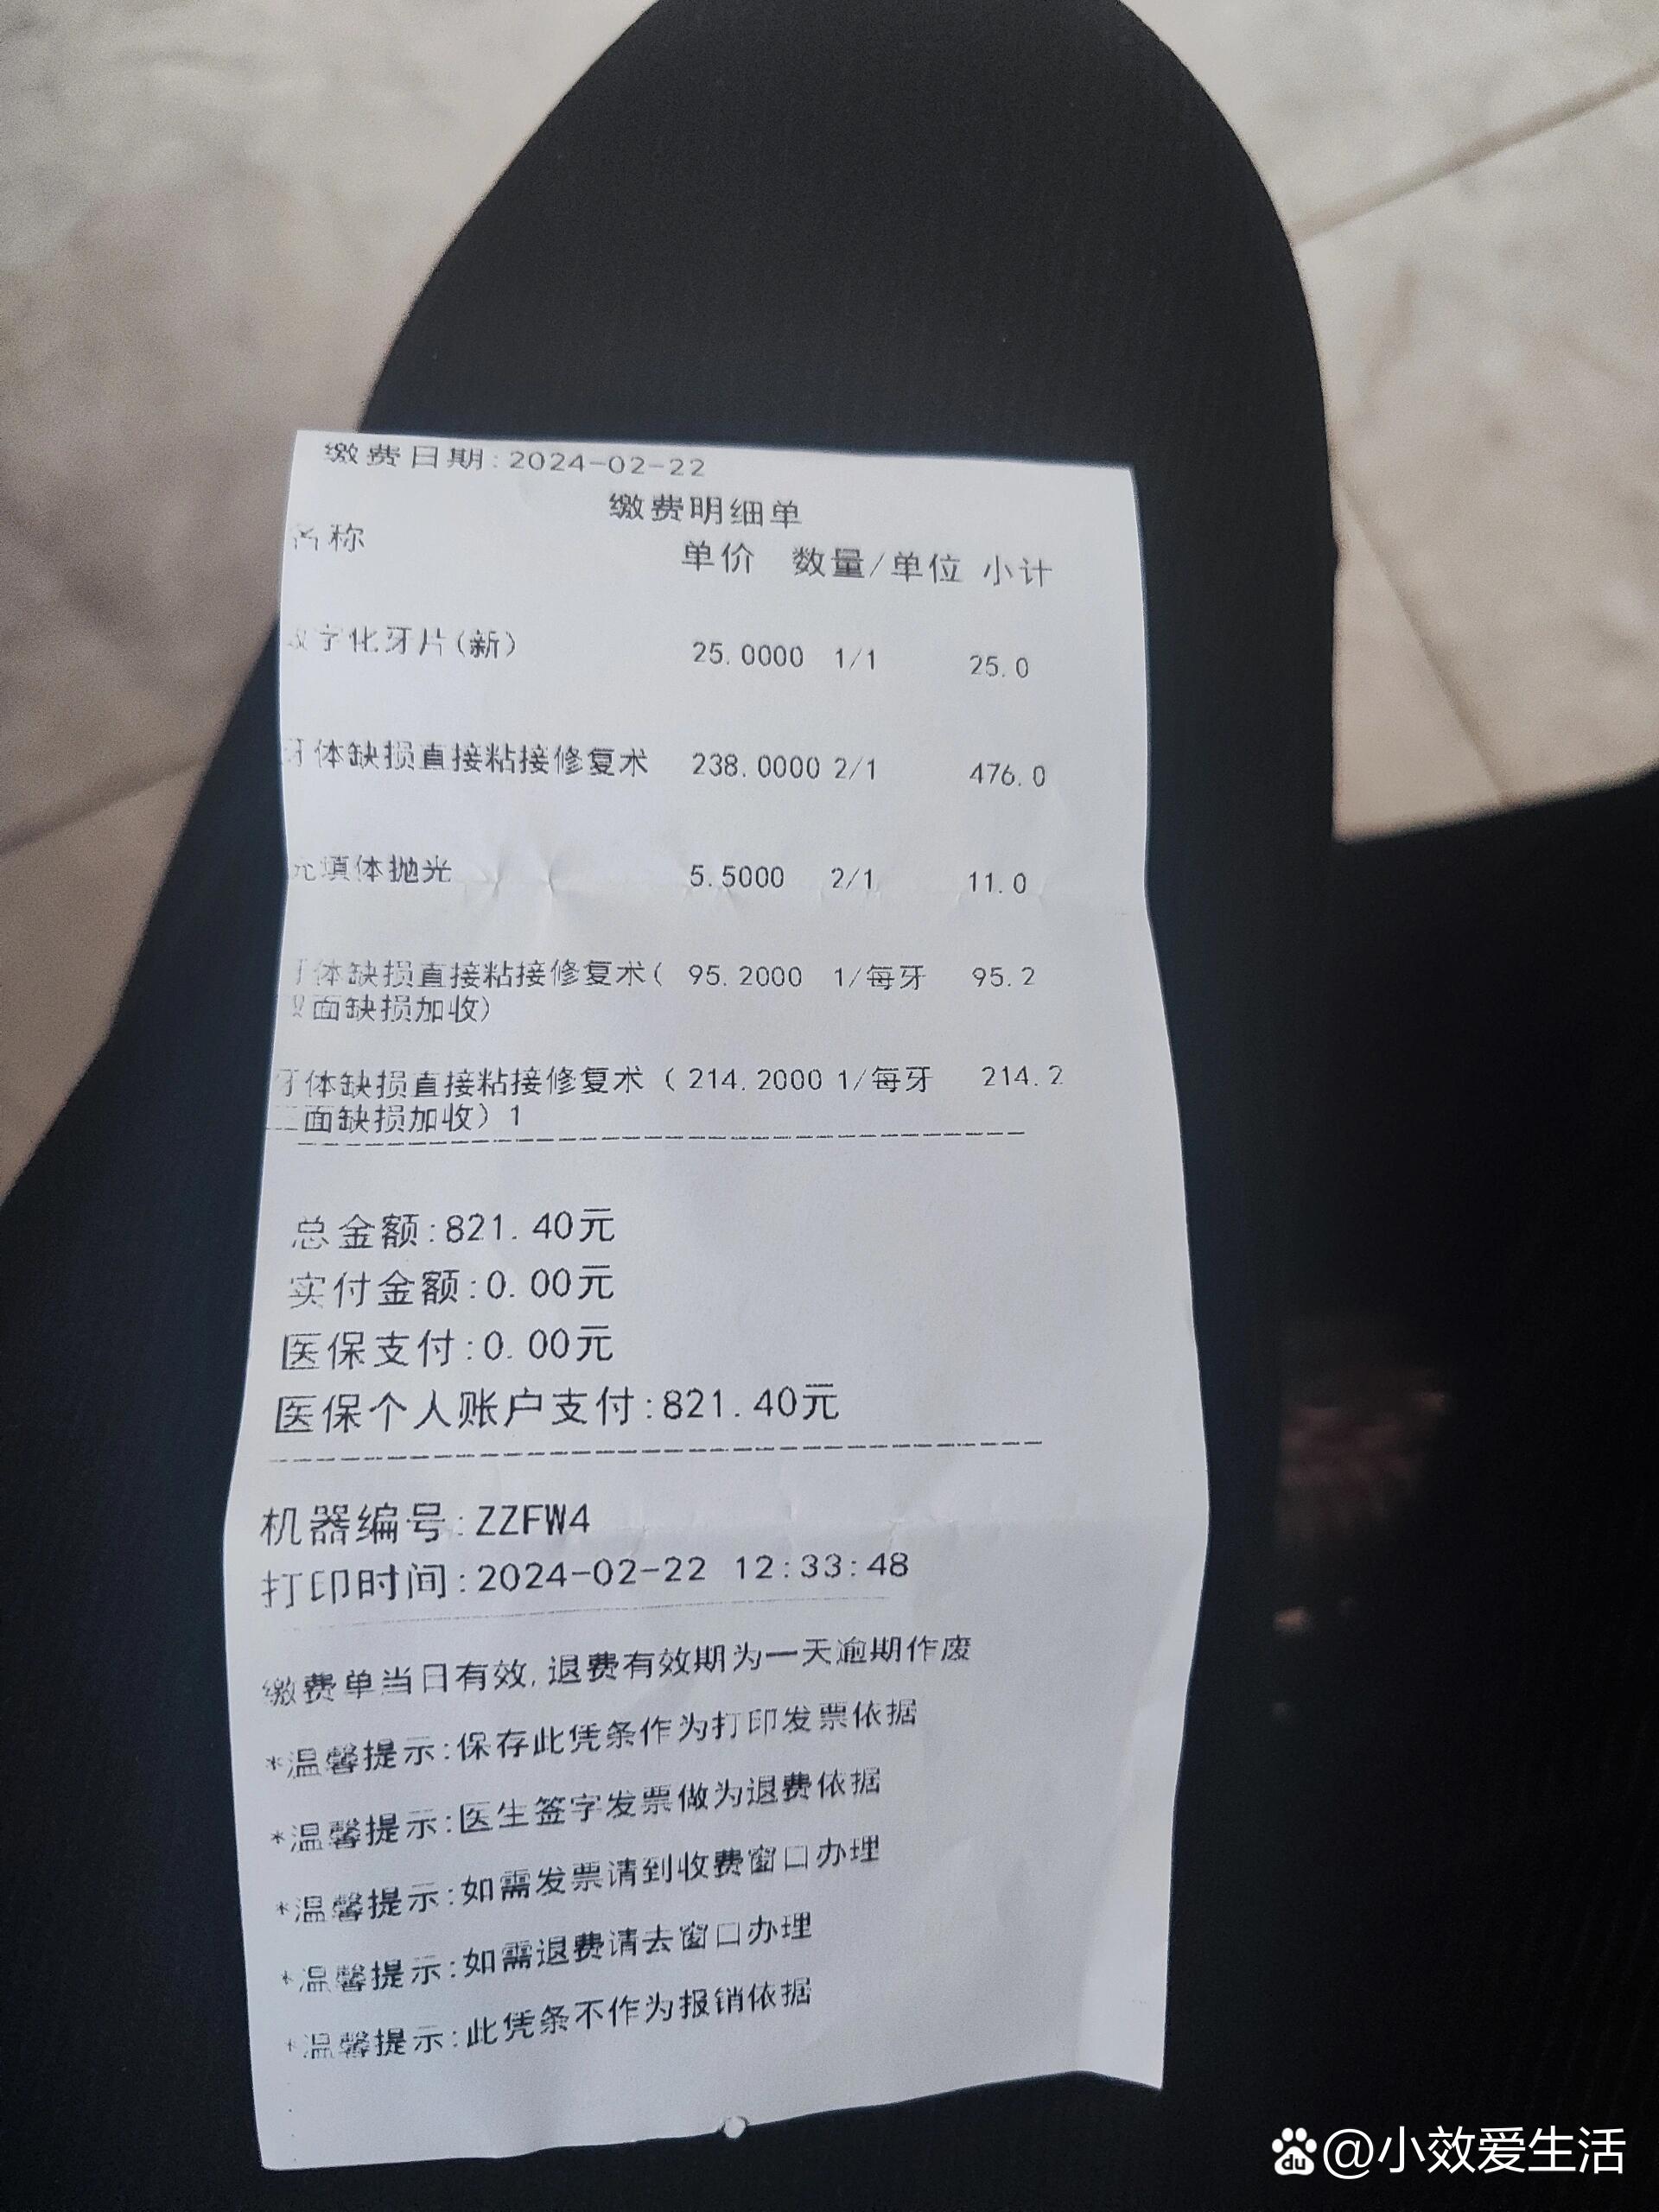 缴费日期:2024-02-22
缴费明细单
名称 单价 数量/单位 小计
数字化牙片(新) 25.0000 1/1 25.0
牙体缺损直接粘接修复术 238.0000 2/1 476.0
充填体抛光 5.5000 2/1 11.0
牙体缺损直接粘接修复术( 95.2000 1/每牙 95.2
面缺损加收)
牙体缺损直接粘接修复术( 214.2000 1/每牙 214.2
三面缺损加收)1
总金额:821.40元
实付金额:0.00元
医保支付:0.00元
医保个人账户支付:821.40元
机器编号:ZZFW4
打印时间:2024-02-22 12:33:48
缴费单当日有效,退费有效期为一天逾期作废
*温馨提示:保存此凭条作为打印发票依据
*温馨提示:医生签字发票做为退费依据
*温馨提示:如需发票请到收费窗口办理
*温馨提示:如需退费请去窗口办理
*温馨提示:此凭条不作为报销依据
du @小效爱生活